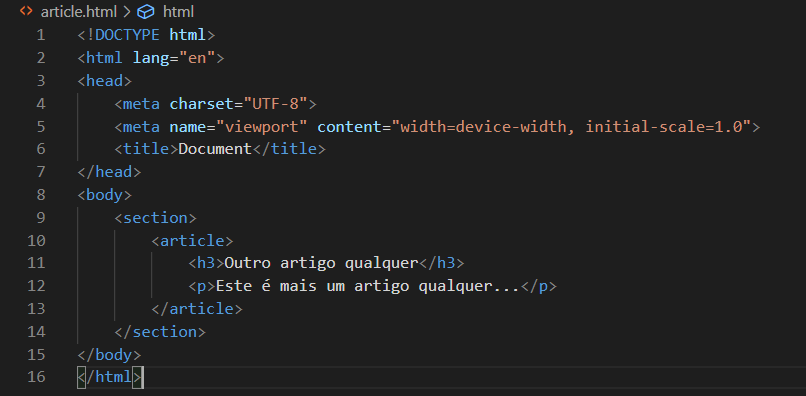 article.html > html
1 <!DOCTYPE html>
2 <html lang="en">
3 <head>
4     <meta charset="UTF-8">
5     <meta name="viewport" content="width=device-width, initial-scale=1.0">
6     <title>Document</title>
7 </head>
8 <body>
9     <section>
10         <article>
11             <h3>Outro artigo qualquer</h3>
12             <p>Este é mais um artigo qualquer...</p>
13         </article>
14     </section>
15 </body>
16 </html>